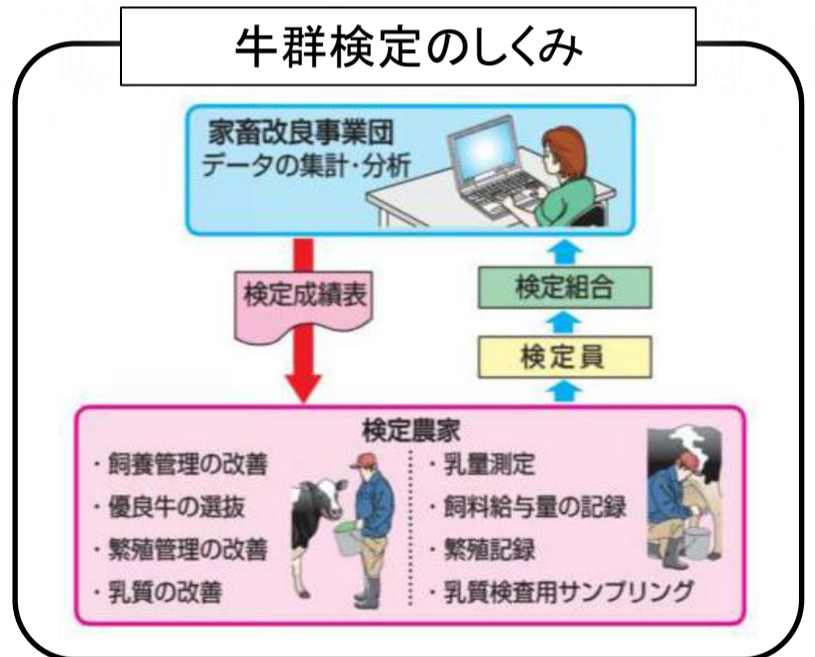 牛群検定のしくみ
家畜改良事業団
データの集計・分析
検定成績表
検定組合
検定員
検定農家
・飼養管理の改善
・優良牛の選抜
・繁殖管理の改善
・乳質の改善
・乳量測定
・飼料給与量の記録
・繁殖記録
・乳質検査用サンプリング